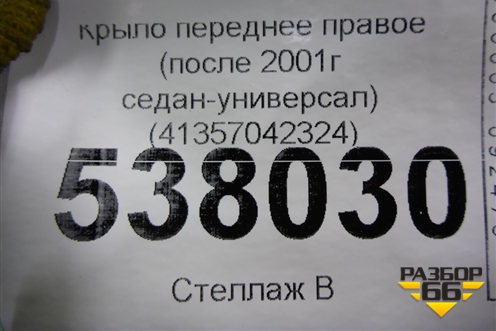 крыло переднее правое
(после 2001г
седан-универсал)
(41357042324)
538030
Стеллаж В
РАЗБОР
66